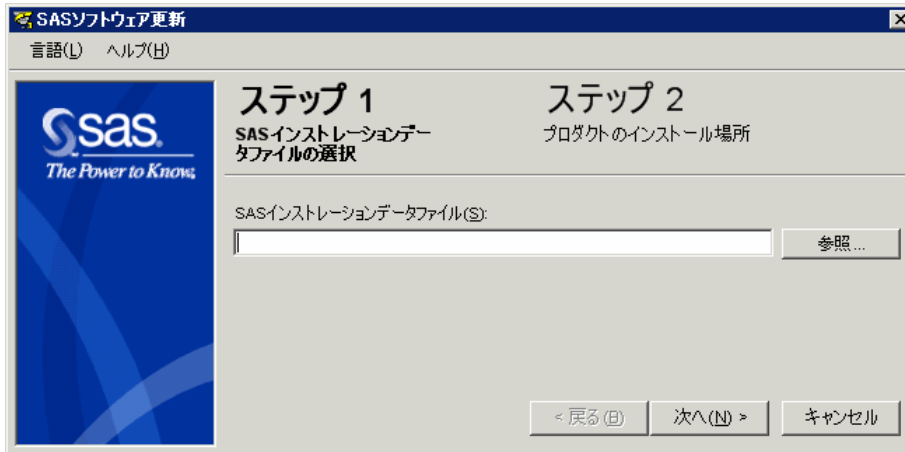 SASソフトウェア更新
言語(L) ヘルプ(H)
sas.
The Power to Know.
ステップ 1
SASインストレーションデー
タファイルの選択
ステップ 2
プロダクトのインストール場所
SASインストレーションデータファイル(S):
参照...
< 戻る(B)
次へ(N) >
キャンセル